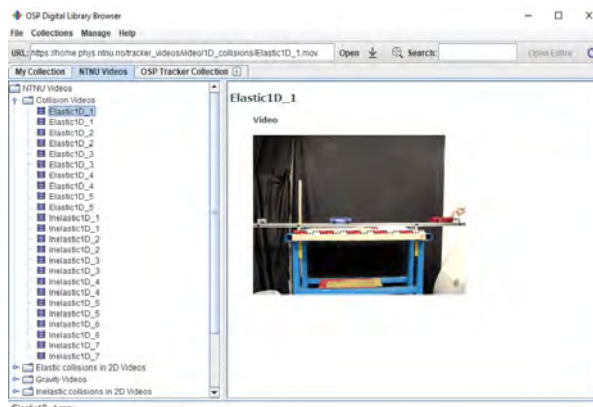 OSP Digital Library Browser
File Collections Manage Help
URL: https://home.phys.ntnu.no/tracker_videos/video/1D_collisions/Elastic1D_1.mov Open Search: Open Editor
My Collection NTNU Videos OSP Tracker Collection
NTNU Videos
Collision Videos
Elastic1D_1
Elastic1D_1
Elastic1D_2
Elastic1D_2
Elastic1D_3
Elastic1D_3
Elastic1D_4
Elastic1D_4
Elastic1D_5
Elastic1D_5
Inelastic1D_1
Inelastic1D_1
Inelastic1D_2
Inelastic1D_2
Inelastic1D_3
Inelastic1D_3
Inelastic1D_4
Inelastic1D_4
Inelastic1D_5
Inelastic1D_5
Inelastic1D_6
Inelastic1D_6
Inelastic1D_7
Inelastic1D_7
Elastic collisions in 2D Videos
Gravity Videos
Inelastic collisions in 2D Videos
Elastic1D_1
Video